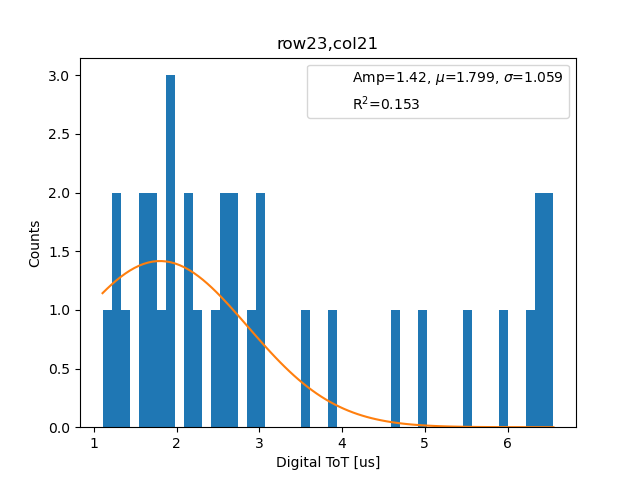 row23,col21
Amp=1.42, μ=1.799, σ=1.059
R²=0.153
3.0
2.5
2.0
1.5
1.0
0.5
0.0
Counts
1 2 3 4 5 6
Digital ToT [us]